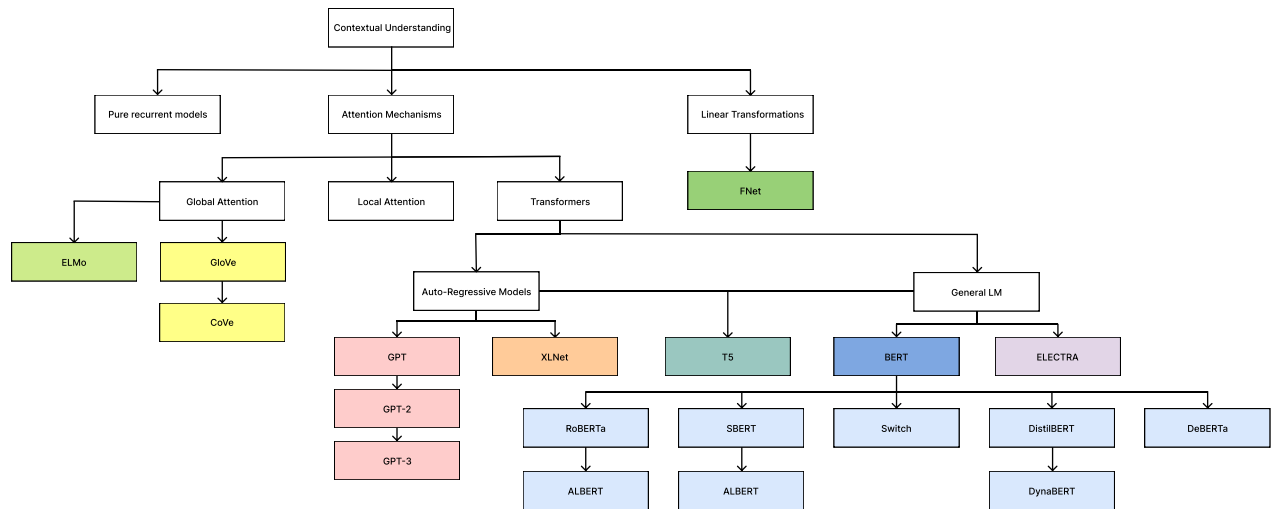 Contextual Understanding
Pure recurrent models
Attention Mechanisms
Linear Transformations
FNet
Global Attention
Local Attention
Transformers
ELMo
GloVe
CoVe
Auto-Regressive Models
General LM
GPT
XLNet
T5
BERT
ELECTRA
GPT-2
GPT-3
RoBERTa
SBERT
Switch
DistilBERT
DeBERTa
ALBERT
ALBERT
DynaBERT